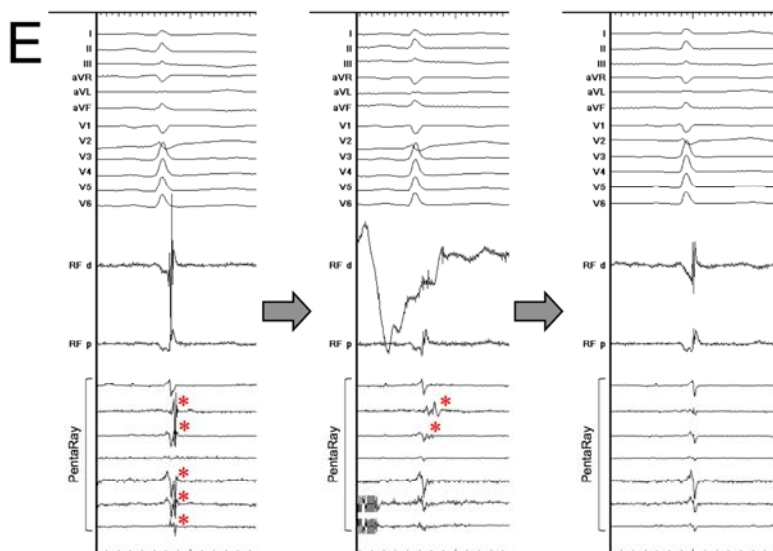 E
I
II
III
aVR
aVL
aVF
V1
V2
V3
V4
V5
V6
RF d
RF p
PentaRay
* 
*
*
*
*
I
II
III
aVR
aVL
aVF
V1
V2
V3
V4
V5
V6
RF d
RF p
PentaRay
*
*
I
II
III
aVR
aVL
aVF
V1
V2
V3
V4
V5
V6
RF d
RF p
PentaRay